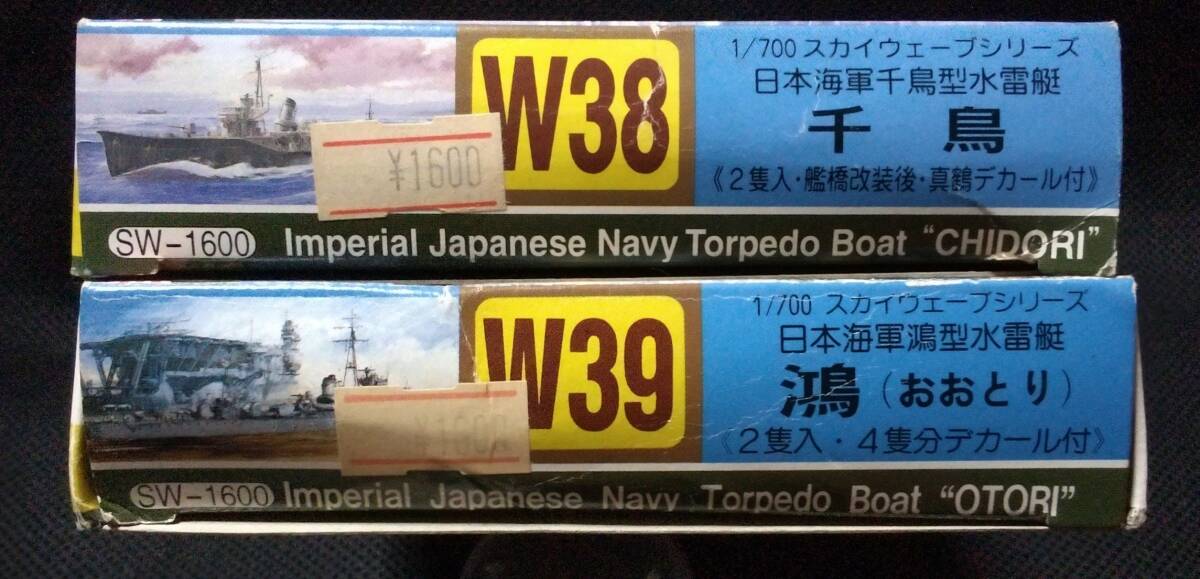 W38
1/700 スカイウェーブシリーズ
日本海軍千鳥型水雷艇
千鳥
《2隻入・艦橋改装後・真鶴デカール付》
¥1600
SW-1600 Imperial Japanese Navy Torpedo Boat “CHIDORI”
W39
1/700 スカイウェーブシリーズ
日本海軍鴻型水雷艇
鴻(おおとり)
《2隻入・4隻分デカール付》
¥1600
SW-1600 Imperial Japanese Navy Torpedo Boat “OTORI”